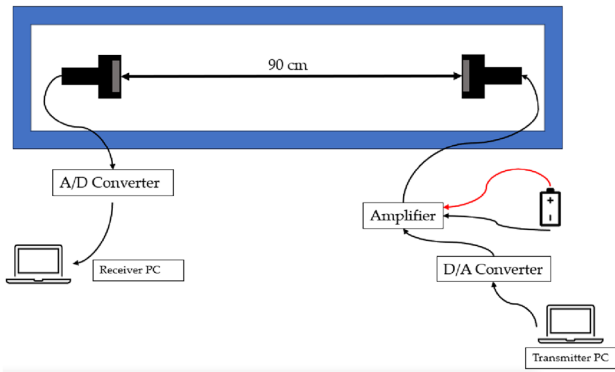 90 cm
A/D Converter
Receiver PC
Amplifier
+
-
D/A Converter
Transmitter PC